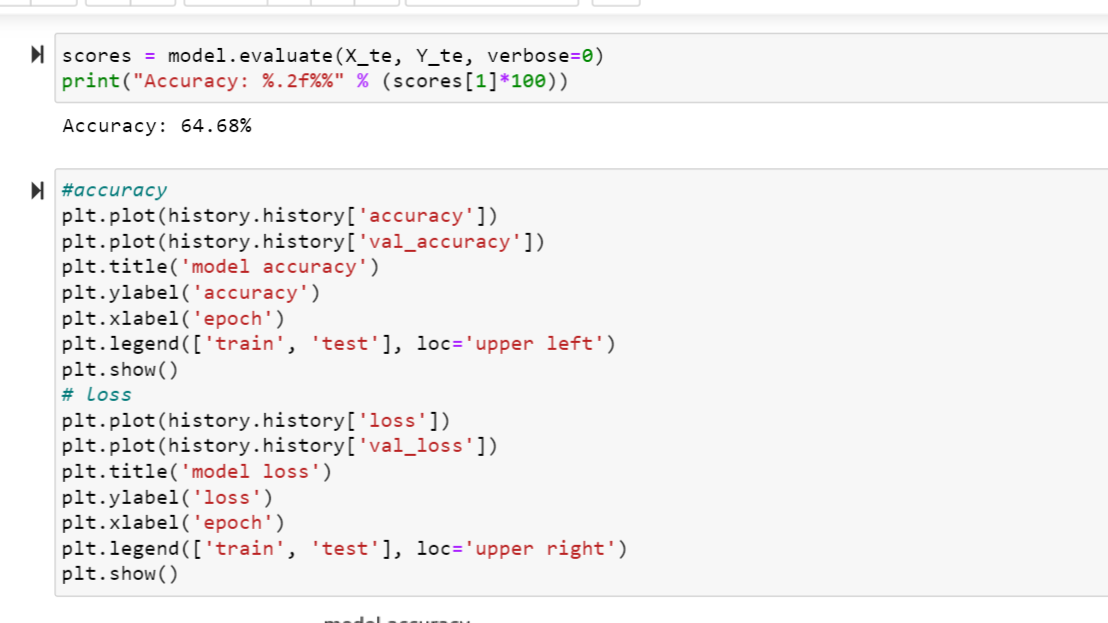 scores = model.evaluate(X_te, Y_te, verbose=0)
print("Accuracy: %.2f%%" % (scores[1]*100))
Accuracy: 64.68%
#accuracy
plt.plot(history.history['accuracy'])
plt.plot(history.history['val_accuracy'])
plt.title('model accuracy')
plt.ylabel('accuracy')
plt.xlabel('epoch')
plt.legend(['train', 'test'], loc='upper left')
plt.show()
# loss
plt.plot(history.history['loss'])
plt.plot(history.history['val_loss'])
plt.title('model loss')
plt.ylabel('loss')
plt.xlabel('epoch')
plt.legend(['train', 'test'], loc='upper right')
plt.show()
model accuracy